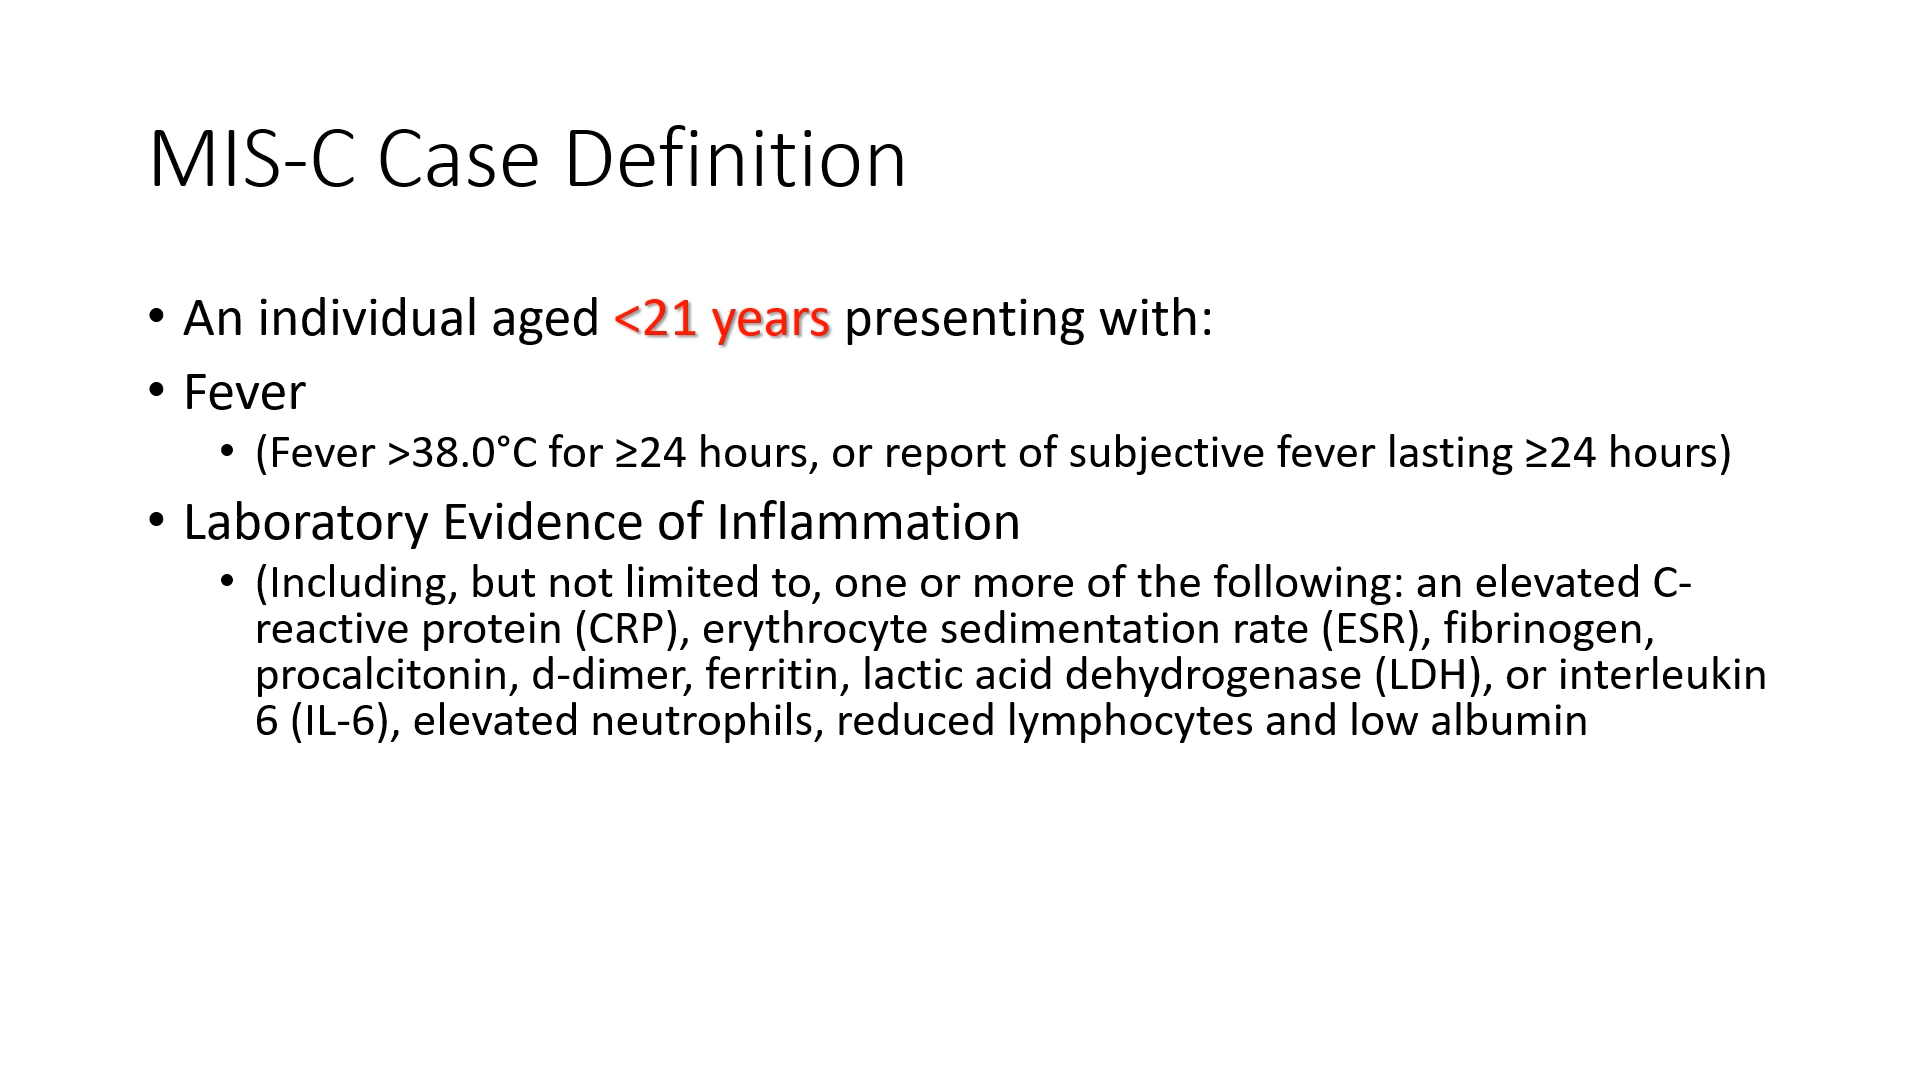 MIS-C Case Definition
• An individual aged <21 years presenting with:
• Fever
• (Fever >38.0°C for ≥24 hours, or report of subjective fever lasting ≥24 hours)
• Laboratory Evidence of Inflammation
• (Including, but not limited to, one or more of the following: an elevated C-
reactive protein (CRP), erythrocyte sedimentation rate (ESR), fibrinogen,
procalcitonin, d-dimer, ferritin, lactic acid dehydrogenase (LDH), or interleukin
6 (IL-6), elevated neutrophils, reduced lymphocytes and low albumin